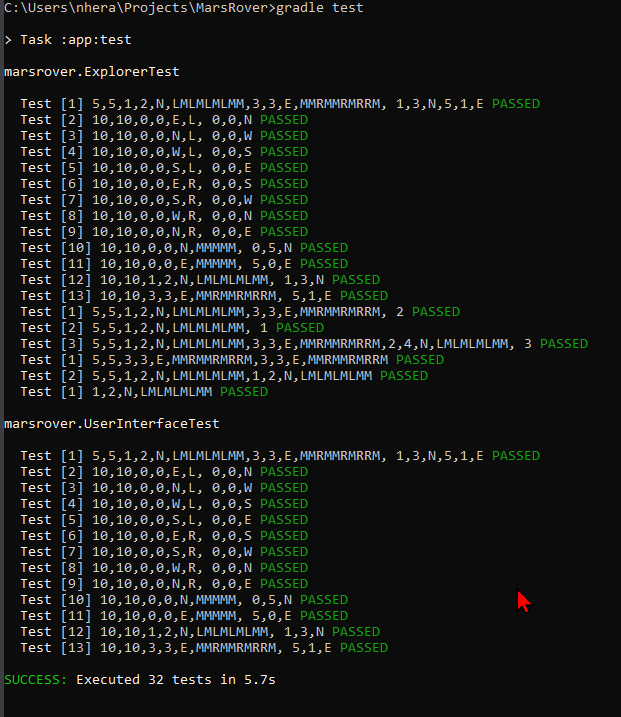 C:\Users\nhera\Projects\MarsRover>gradle test
> Task :app:test
marsrover.ExplorerTest
Test [1] 5,5,1,2,N,LMLMLMLMM,3,3,E,MMRMMRMRRM, 1,3,N,5,1,E PASSED
Test [2] 10,10,0,0,E,L, 0,0,N PASSED
Test [3] 10,10,0,0,N,L, 0,0,W PASSED
Test [4] 10,10,0,0,W,L, 0,0,S PASSED
Test [5] 10,10,0,0,S,L, 0,0,E PASSED
Test [6] 10,10,0,0,E,R, 0,0,S PASSED
Test [7] 10,10,0,0,S,R, 0,0,W PASSED
Test [8] 10,10,0,0,W,R, 0,0,N PASSED
Test [9] 10,10,0,0,N,R, 0,0,E PASSED
Test [10] 10,10,0,0,N,MMMMM, 0,5,N PASSED
Test [11] 10,10,0,0,E,MMMMM, 5,0,E PASSED
Test [12] 10,10,1,2,N,LMLMLMLMM, 1,3,N PASSED
Test [13] 10,10,3,3,E,MMRMMRMRRM, 5,1,E PASSED
Test [1] 5,5,1,2,N,LMLMLMLMM,3,3,E,MMRMMRMRRM, 2 PASSED
Test [2] 5,5,1,2,N,LMLMLMLMM, 1 PASSED
Test [3] 5,5,1,2,N,LMLMLMLMM,3,3,E,MMRMMRMRRM,2,4,N,LMLMLMLMM, 3 PASSED
Test [1] 5,5,3,3,E,MMRMMRMRRM,3,3,E,MMRMMRMRRM PASSED
Test [2] 5,5,1,2,N,LMLMLMLMM,1,2,N,LMLMLMLMM PASSED
Test [1] 1,2,N,LMLMLMLMM PASSED
marsrover.UserInterfaceTest
Test [1] 5,5,1,2,N,LMLMLMLMM,3,3,E,MMRMMRMRRM, 1,3,N,5,1,E PASSED
Test [2] 10,10,0,0,E,L, 0,0,N PASSED
Test [3] 10,10,0,0,N,L, 0,0,W PASSED
Test [4] 10,10,0,0,W,L, 0,0,S PASSED
Test [5] 10,10,0,0,S,L, 0,0,E PASSED
Test [6] 10,10,0,0,E,R, 0,0,S PASSED
Test [7] 10,10,0,0,S,R, 0,0,W PASSED
Test [8] 10,10,0,0,W,R, 0,0,N PASSED
Test [9] 10,10,0,0,N,R, 0,0,E PASSED
Test [10] 10,10,0,0,N,MMMMM, 0,5,N PASSED
Test [11] 10,10,0,0,E,MMMMM, 5,0,E PASSED
Test [12] 10,10,1,2,N,LMLMLMLMM, 1,3,N PASSED
Test [13] 10,10,3,3,E,MMRMMRMRRM, 5,1,E PASSED
SUCCESS: Executed 32 tests in 5.7s